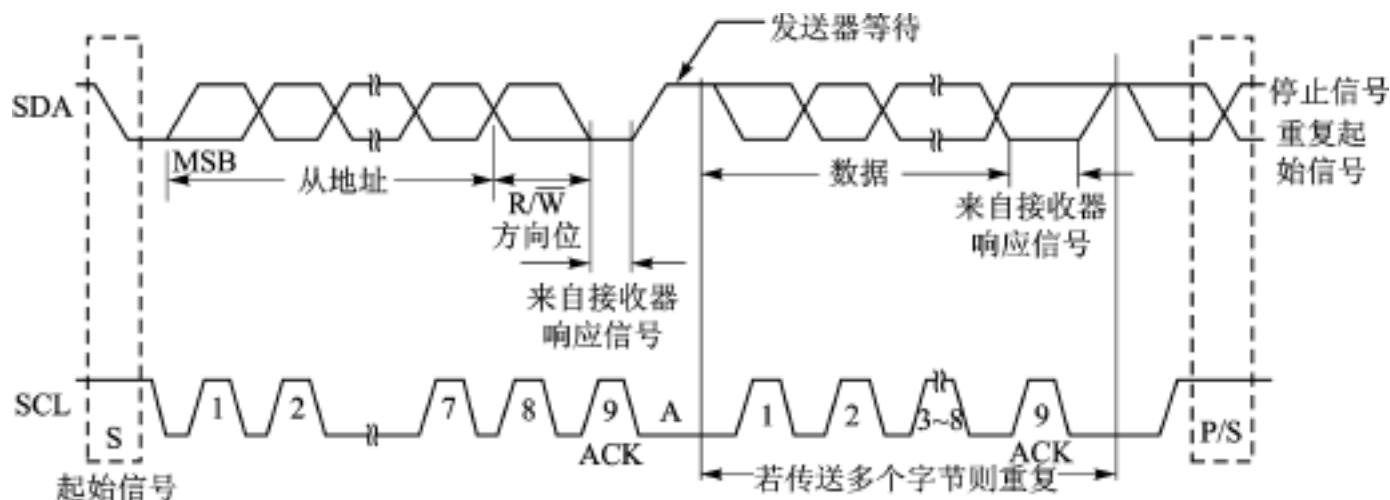 发送器等待
SDA
停止信号
重复起
始信号
MSB
从地址
R/W̅
方向位
数据
来自接收器
响应信号
来自接收器
响应信号
SCL
S
1
2
7
8
9
A
1
2
3~8
9
P/S
ACK
ACK
起始信号
若传送多个字节则重复